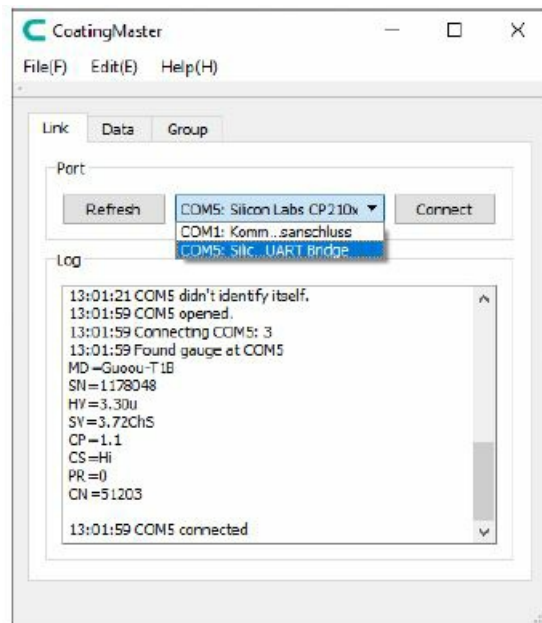 CoatingMaster
File(F) Edit(E) Help(H)
Link Data Group
Port
Refresh COM5: Silicon Labs CP210x Connect
COM1: Komm...sanschluss
COM5: Silic...UART Bridge
Log
13:01:21 COM5 didn't identify itself.
13:01:59 COM5 opened.
13:01:59 Connecting COM5: 3
13:01:59 Found gauge at COM5
MD=Guoou-T1B
SN=1178048
HV=3.30u
SV=3.72ChS
CP=1.1
CS=Hi
PR=0
CN=51203
13:01:59 COM5 connected